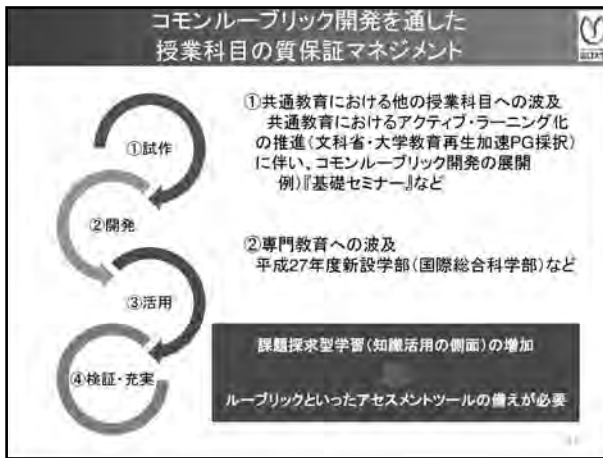 コモンルーブリック開発を通した
授業科目の質保証マネジメント
①試作
②開発
③活用
④検証・充実
①共通教育における他の授業科目への波及
共通教育におけるアクティブ・ラーニング化
の推進(文科省・大学教育再生加速PG採択)
に伴い、コモンルーブリック開発の展開
例)『基礎セミナー』など
②専門教育への波及
平成27年度新設学部(国際総合科学部)など
課題探求型学習(知識活用の側面)の増加
ルーブリックといったアセスメントツールの備えが必要